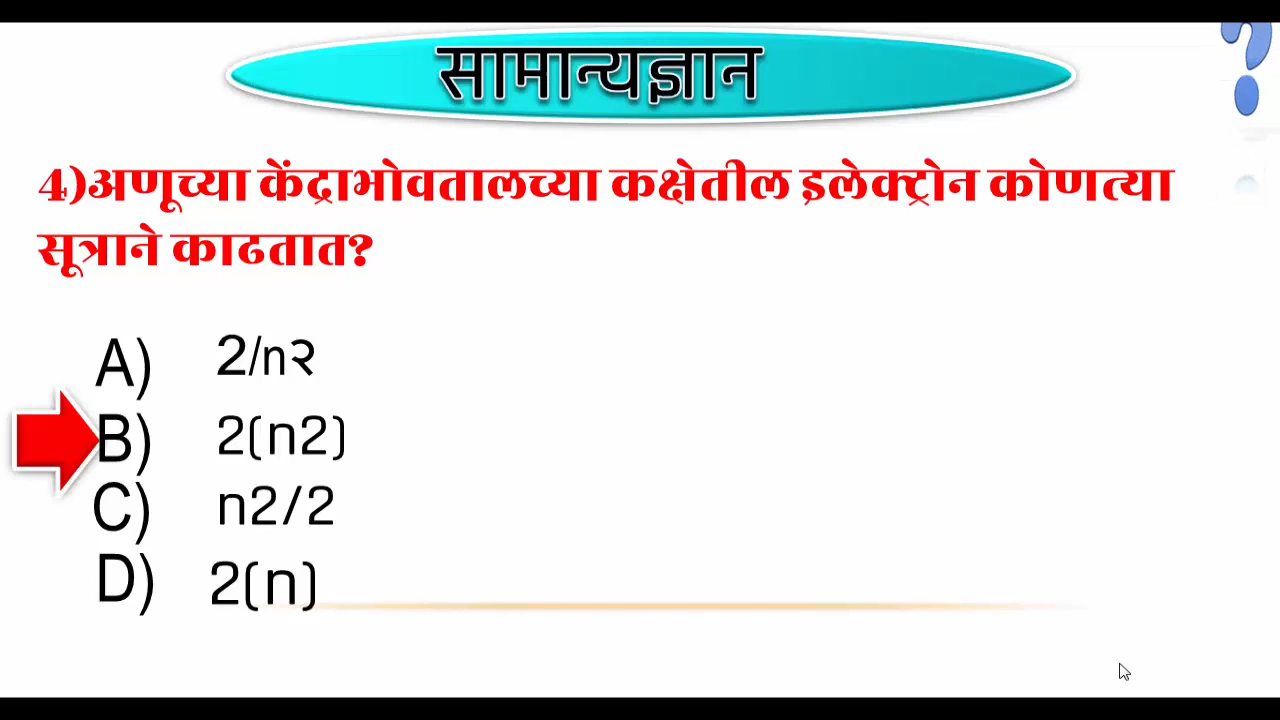 सामान्यज्ञान
4)अणूच्या केंद्राभोवतालच्या कक्षेतील इलेक्ट्रोन कोणत्या
सूत्राने काढतात?
A) 2/n२
B) 2(n2)
C) n2/2
D) 2(n)